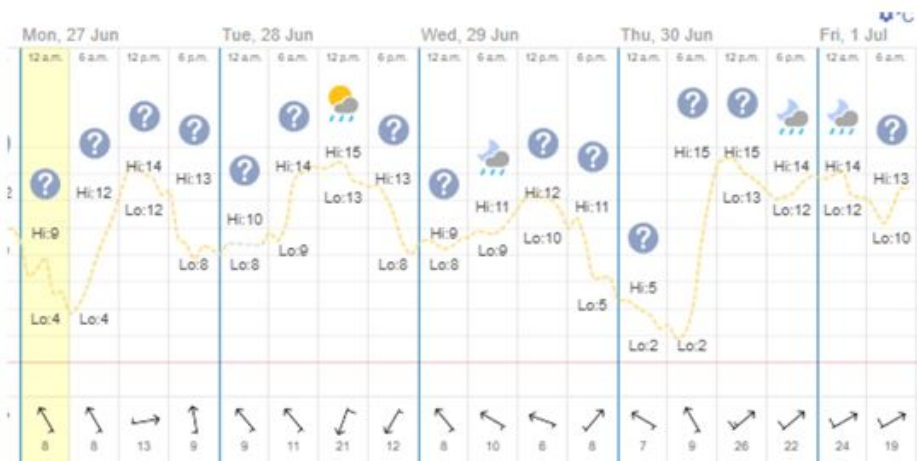 °C
Mon, 27 Jun Tue, 28 Jun Wed, 29 Jun Thu, 30 Jun Fri, 1 Jul
12 a.m. 6 a.m. 12 p.m. 6 p.m. 12 a.m. 6 a.m. 12 p.m. 6 p.m. 12 a.m. 6 a.m. 12 p.m. 6 p.m. 12 a.m. 6 a.m. 12 p.m. 6 p.m. 12 a.m. 6 a.m.
? ? ? ? ? ? ? ? ? ? ? ? ? ?
Hi:9 Hi:12 Hi:14 Hi:13 Hi:10 Hi:14 Hi:15 Hi:13 Hi:9 Hi:11 Hi:12 Hi:11 Hi:5 Hi:15 Hi:15 Hi:14 Hi:14 Hi:13
Lo:4 Lo:4 Lo:12 Lo:8 Lo:8 Lo:9 Lo:13 Lo:8 Lo:8 Lo:9 Lo:10 Lo:5 Lo:2 Lo:2 Lo:13 Lo:12 Lo:12 Lo:10
8 8 13 9 9 11 21 12 8 10 6 8 7 9 26 22 24 19